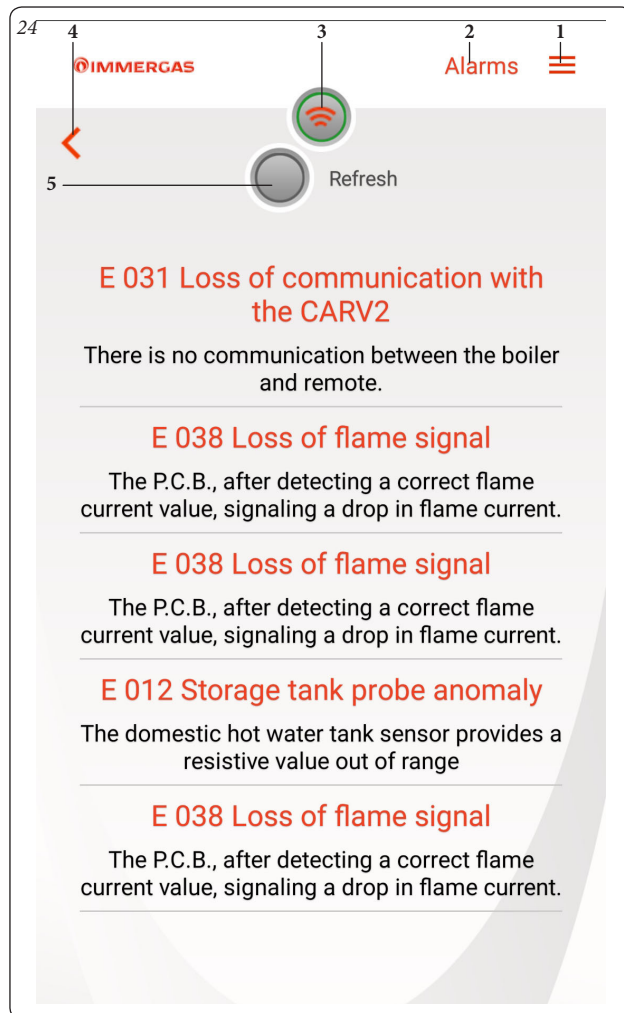 24
4
3
2
1
IMMERGAS
Alarms
5
Refresh
E 031 Loss of communication with
the CARV2
There is no communication between the boiler
and remote.
E 038 Loss of flame signal
The P.C.B., after detecting a correct flame
current value, signaling a drop in flame current.
E 038 Loss of flame signal
The P.C.B., after detecting a correct flame
current value, signaling a drop in flame current.
E 012 Storage tank probe anomaly
The domestic hot water tank sensor provides a
resistive value out of range
E 038 Loss of flame signal
The P.C.B., after detecting a correct flame
current value, signaling a drop in flame current.